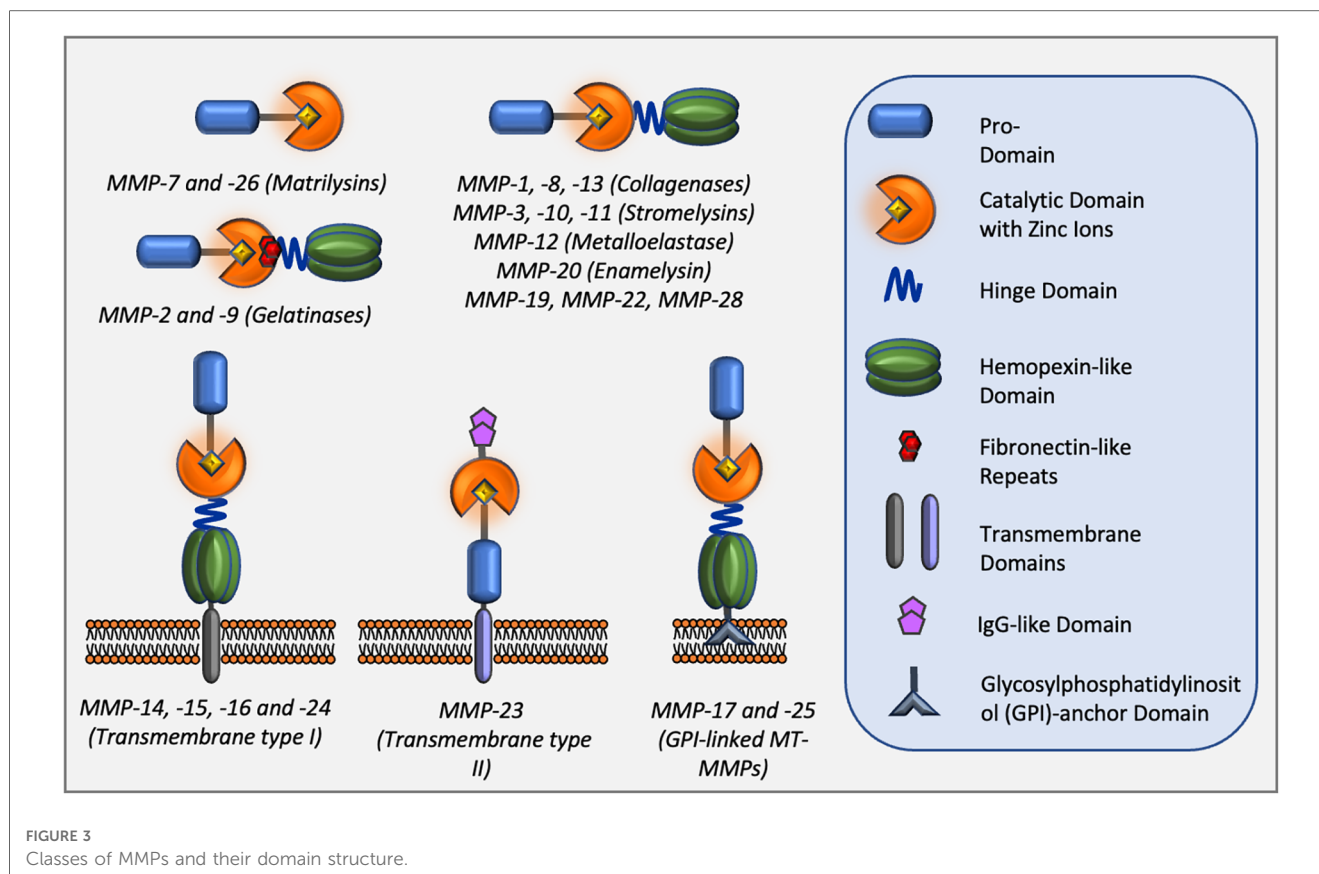 MMP-7 and -26 (Matrilysins)
MMP-2 and -9 (Gelatinases)
MMP-1, -8, -13 (Collagenases)
MMP-3, -10, -11 (Stromelysins)
MMP-12 (Metalloelastase)
MMP-20 (Enamelysin)
MMP-19, MMP-22, MMP-28
MMP-14, -15, -16 and -24
(Transmembrane type I)
MMP-23
(Transmembrane type
II)
MMP-17 and -25
(GPI-linked MT-
MMPs)
Pro-
Domain
Catalytic Domain
with Zinc Ions
Hinge Domain
Hemopexin-like
Domain
Fibronectin-like
Repeats
Transmembrane
Domains
IgG-like Domain
Glycosylphosphatidylinosit
ol (GPI)-anchor Domain
FIGURE 3
Classes of MMPs and their domain structure.